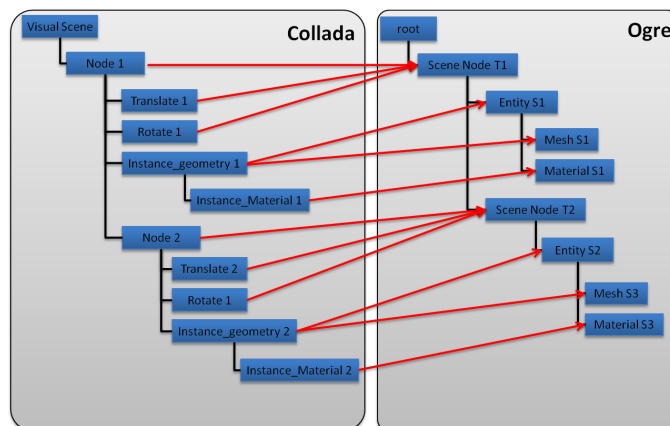 Collada
Visual Scene
Node 1
Translate 1
Rotate 1
Instance_geometry 1
Instance_Material 1
Node 2
Translate 2
Rotate 1
Instance_geometry 2
Instance_Material 2
Ogre
root
Scene Node T1
Entity S1
Mesh S1
Material S1
Scene Node T2
Entity S2
Mesh S3
Material S3